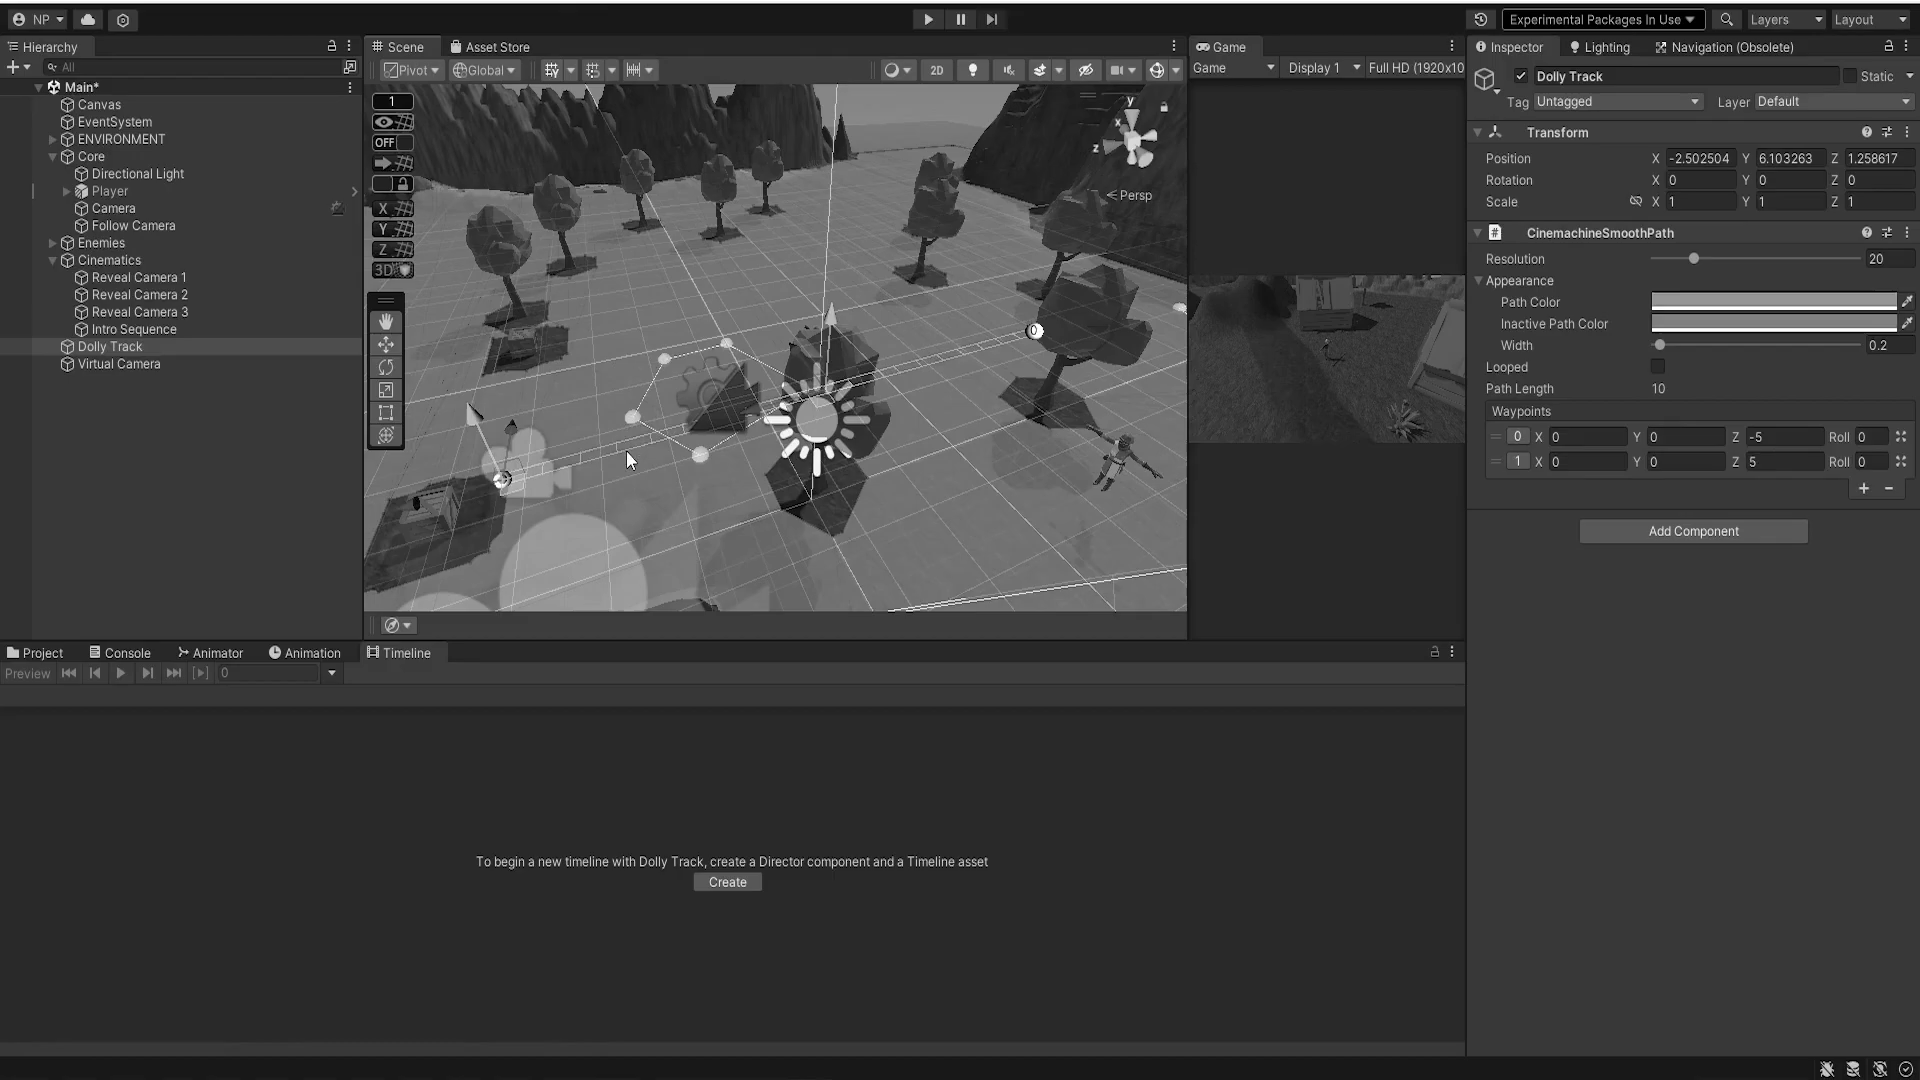 NP
Experimental Packages In Use
Layers
Layout
Hierarchy
All
Main*
Canvas
EventSystem
ENVIRONMENT
Core
Directional Light
Player
Camera
Follow Camera
Enemies
Cinematics
Reveal Camera 1
Reveal Camera 2
Reveal Camera 3
Intro Sequence
Dolly Track
Virtual Camera
Scene
Asset Store
Pivot
Global
2D
1
OFF
X
Y
Z
3D
y
x
z
Persp
0
Game
Game
Display 1
Full HD (1920x10
Inspector
Lighting
Navigation (Obsolete)
Dolly Track
Static
Tag Untagged
Layer Default
Transform
Position X -2.502504 Y 6.103263 Z 1.258617
Rotation X 0 Y 0 Z 0
Scale X 1 Y 1 Z 1
CinemachineSmoothPath
Resolution 20
Appearance
Path Color
Inactive Path Color
Width 0.2
Looped
Path Length 10
Waypoints
0 X 0 Y 0 Z -5 Roll 0
1 X 0 Y 0 Z 5 Roll 0
+ -
Add Component
Project
Console
Animator
Animation
Timeline
Preview
0
To begin a new timeline with Dolly Track, create a Director component and a Timeline asset
Create